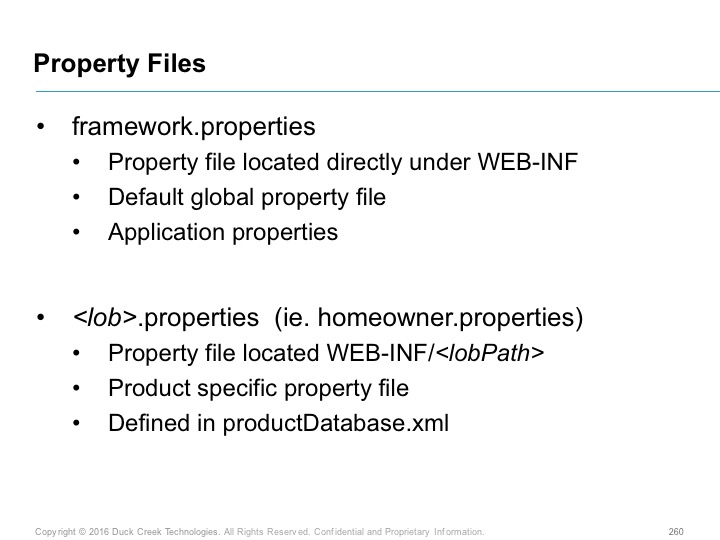 Property Files
• framework.properties
• Property file located directly under WEB-INF
• Default global property file
• Application properties
• <lob>.properties  (ie. homeowner.properties)
• Property file located WEB-INF/<lobPath>
• Product specific property file
• Defined in productDatabase.xml
Copyright © 2016 Duck Creek Technologies. All Rights Reserved. Confidential and Proprietary Information. 260